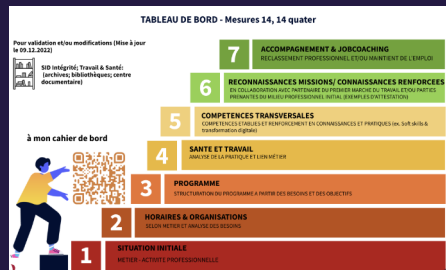 TABLEAU DE BORD - Mesures 14, 14 quater
Pour validation et/ou modifications (Mise à jour
le 09.12.2022)
SID Intégrité; Travail & Santé:
(archives; bibliothèques; centre
documentaire)
à mon cahier de bord
7
ACCOMPAGNEMENT & JOBCOACHING
RECLASSEMENT PROFESSIONNEL ET/OU MAINTIENT DE L'EMPLOI
6
RECONNAISSANCES MISSIONS/ CONNAISSANCES RENFORCEES
EN COLLABORATION AVEC PARTENAIRE DU PREMIER MARCHE DU TRAVAIL ET/OU PARTIES
PRENANTES DU MILIEU PROFESSIONNEL INITIAL (EXEMPLES D'ATTESTATION)
5
COMPETENCES TRANSVERSALES
COMPETENCES ETABLIES ET RENFORCEMENT EN CONNAISSANCES ET PRATIQUES (ex. Soft skills &
transformation digitale)
4
SANTE ET TRAVAIL
ANALYSE DE LA PRATIQUE ET LIEN MÉTIER
3
PROGRAMME
STRUCTURATION DU PROGRAMME A PARTIR DES BESOINS ET DES OBJECTIFS
2
HORAIRES & ORGANISATIONS
SELON METIER ET ANALYSE DES BESOINS
1
SITUATION INITIALE
METIER - ACTIVITE PROFESSIONNELLE